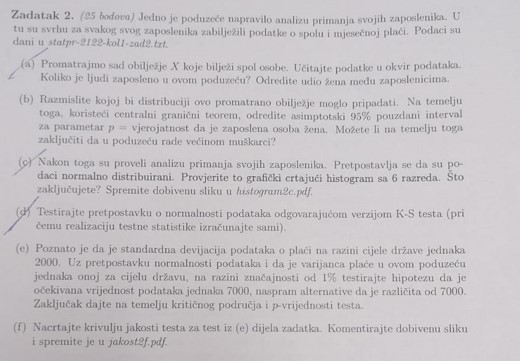 Zadatak 2. (25 bodova) Jedno je poduzeće napravilo analizu primanja svojih zaposlenika. U
tu su svrhu za svakog svog zaposlenika zabilježili podatke o spolu i mjesečnoj plaći. Podaci su
dani u statpr-2122-kol1-zad2.txt.
(a) Promatrajmo sad obilježje X koje bilježi spol osobe. Učitajte podatke u okvir podataka.
Koliko je ljudi zaposleno u ovom poduzeću? Odredite udio žena među zaposlenicima.
(b) Razmislite kojoj bi distribuciji ovo promatrano obilježje moglo pripadati. Na temelju
toga, koristeći centralni granični teorem, odredite asimptotski 95% pouzdani interval
za parametar p = vjerojatnost da je zaposlena osoba žena. Možete li na temelju toga
zaključiti da u poduzeću rade većinom muškarci?
(c) Nakon toga su proveli analizu primanja svojih zaposlenika. Pretpostavlja se da su po-
daci normalno distribuirani. Provjerite to grafički crtajući histogram sa 6 razreda. Što
zaključujete? Spremite dobivenu sliku u histogram2c.pdf.
(d) Testirajte pretpostavku o normalnosti podataka odgovarajućom verzijom K-S testa (pri
čemu realizaciju testne statistike izračunajte sami).
(e) Poznato je da je standardna devijacija podataka o plaći na razini cijele države jednaka
2000. Uz pretpostavku normalnosti podataka i da je varijanca plaće u ovom poduzeću
jednaka onoj za cijelu državu, na razini značajnosti od 1% testirajte hipotezu da je
očekivana vrijednost podataka jednaka 7000, naspram alternative da je različita od 7000.
Zaključak dajte na temelju kritičnog područja i p-vrijednosti testa.
(f) Nacrtajte krivulju jakosti testa za test iz (e) dijela zadatka. Komentirajte dobivenu sliku
i spremite je u jakost2f.pdf.